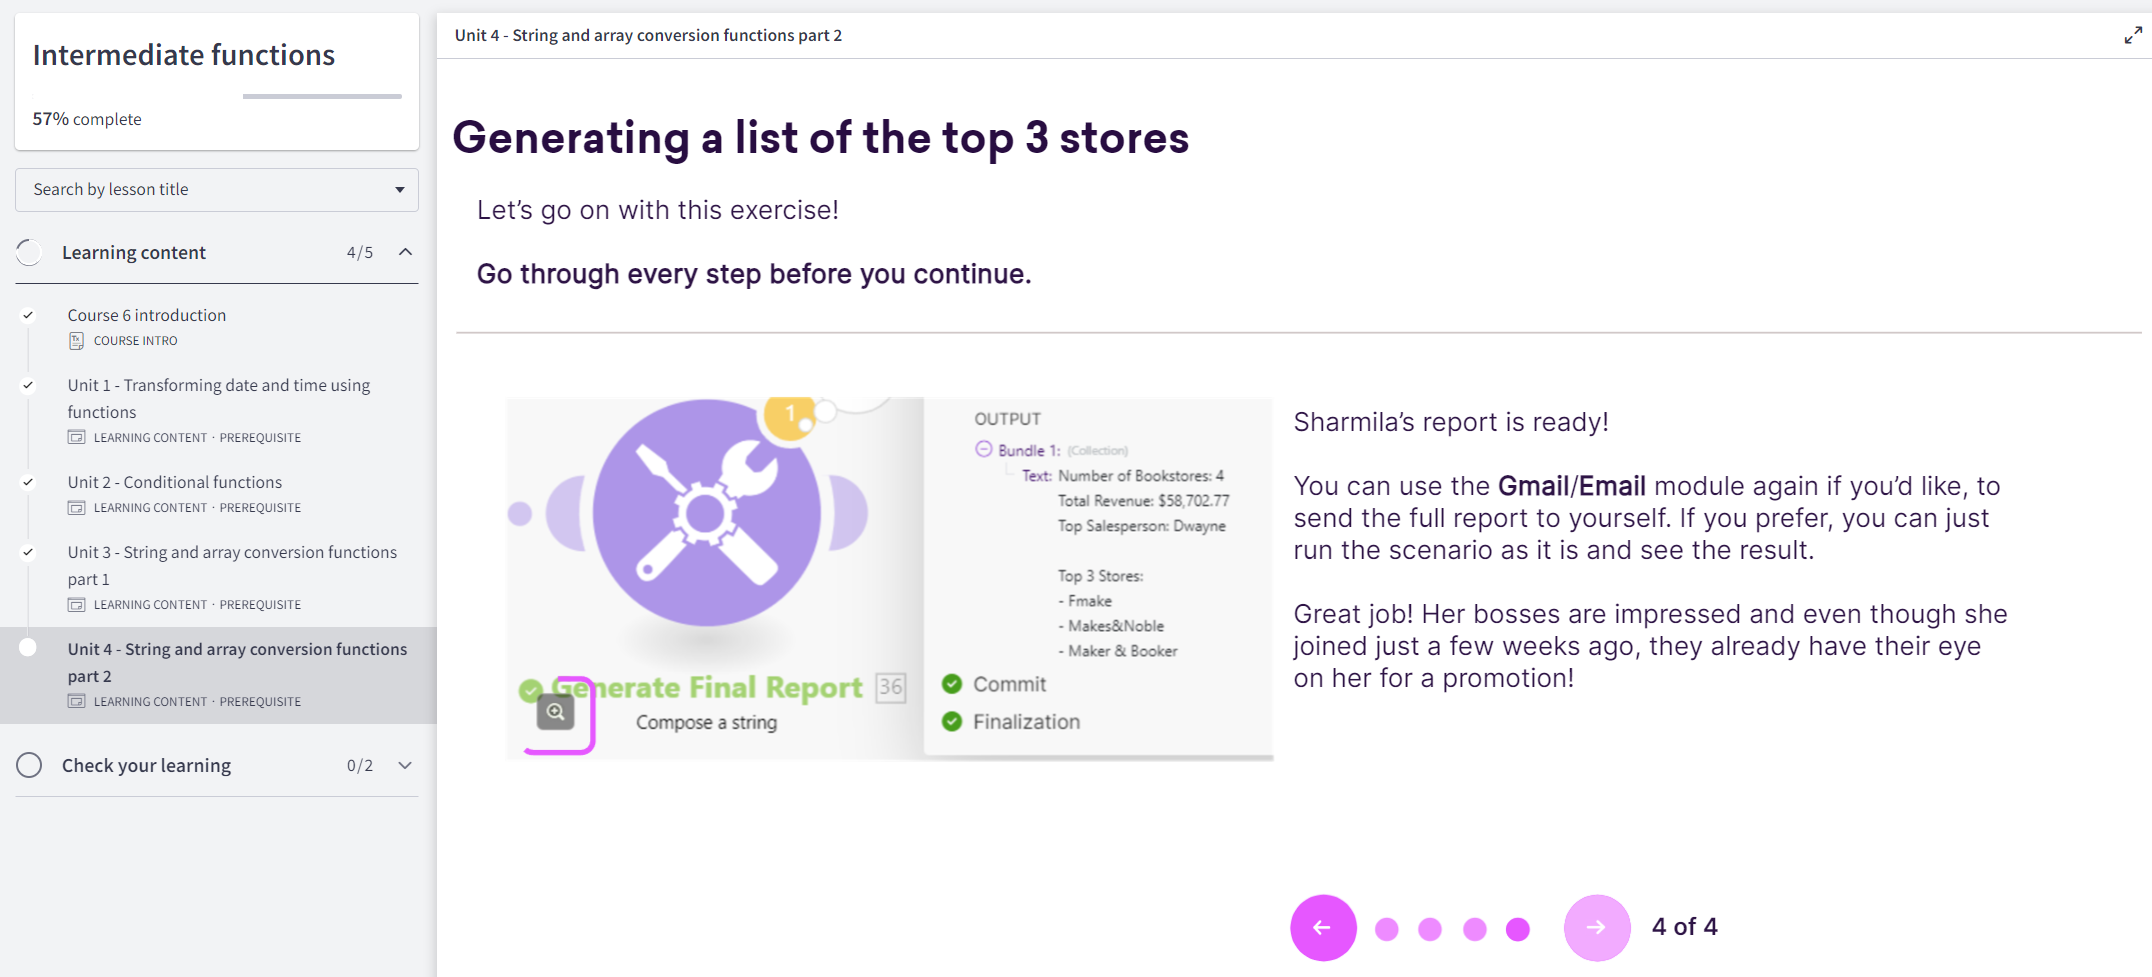 Intermediate functions
57% complete
Search by lesson title
Learning content 4/5
Course 6 introduction
COURSE INTRO
Unit 1 - Transforming date and time using
functions
LEARNING CONTENT · PREREQUISITE
Unit 2 - Conditional functions
LEARNING CONTENT · PREREQUISITE
Unit 3 - String and array conversion functions
part 1
LEARNING CONTENT · PREREQUISITE
Unit 4 - String and array conversion functions
part 2
LEARNING CONTENT · PREREQUISITE
Check your learning 0/2
Unit 4 - String and array conversion functions part 2
Generating a list of the top 3 stores
Let’s go on with this exercise!
Go through every step before you continue.
1
Generate Final Report 36
Compose a string
OUTPUT
Bundle 1: (Collection)
Text: Number of Bookstores: 4
Total Revenue: $58,702.77
Top Salesperson: Dwayne
Top 3 Stores:
- Fmake
- Makes&Noble
- Maker & Booker
Commit
Finalization
Sharmila’s report is ready!
You can use the Gmail/Email module again if you’d like, to
send the full report to yourself. If you prefer, you can just
run the scenario as it is and see the result.
Great job! Her bosses are impressed and even though she
joined just a few weeks ago, they already have their eye
on her for a promotion!
4 of 4